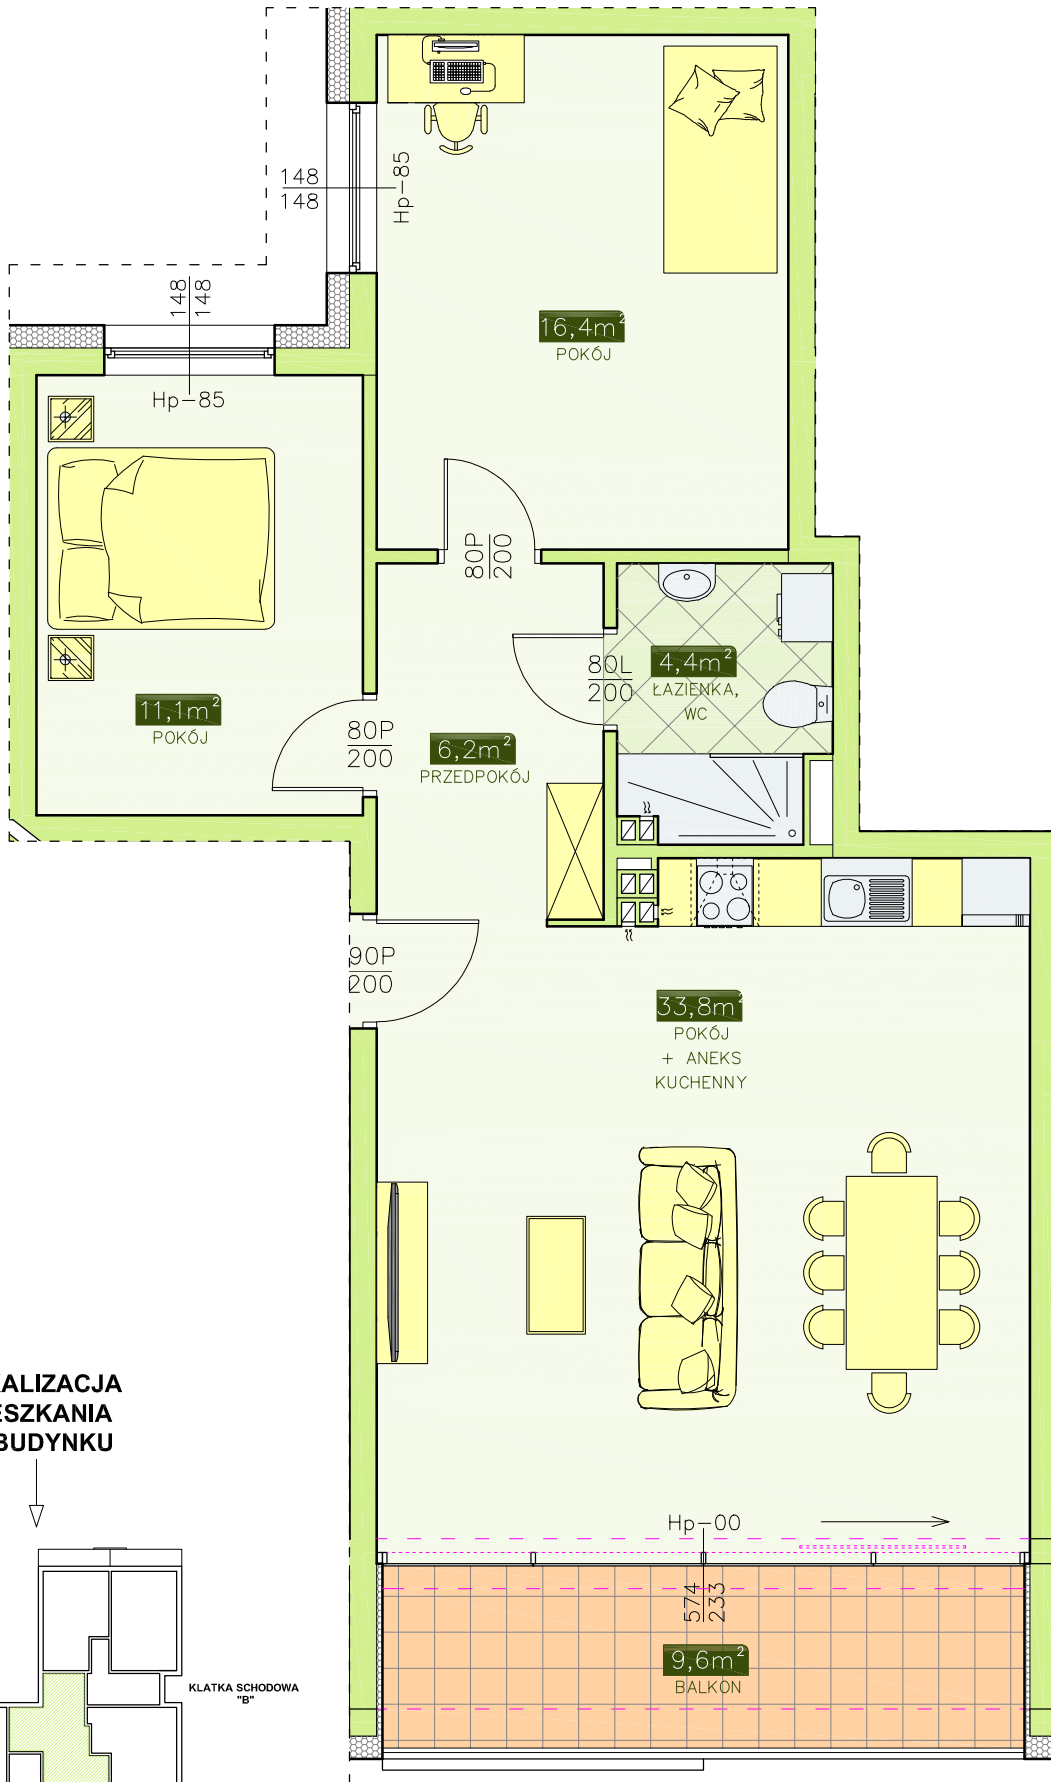 148
148
Hp-85
148
148
Hp-85
16,4m²
POKÓJ
80P
200
11,1m²
POKÓJ
80P
200
80L
200
4,4m²
ŁAZIENKA,
WC
6,2m²
PRZEDPOKÓJ
90P
200
33,8m²
POKÓJ
+ ANEKS
KUCHENNY
ALIZACJA
ESZKANIA
BUDYNKU
Hp-00
574
233
9,6m²
BALKON
KLATKA SCHODOWA
"B"